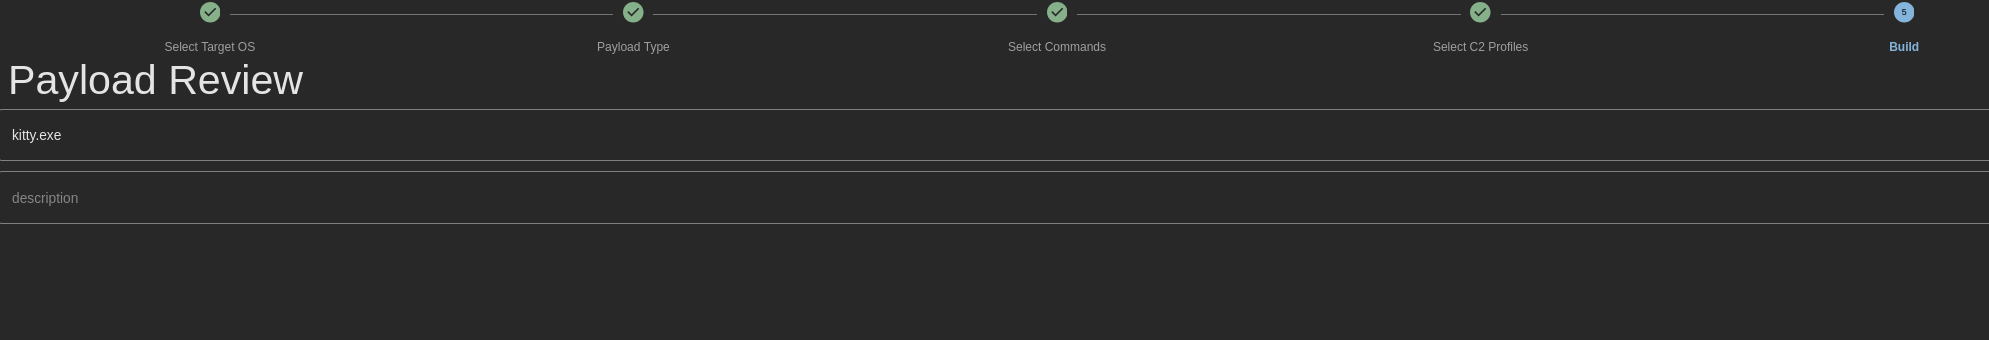 5
Select Target OS
Payload Type
Select Commands
Select C2 Profiles
Build
Payload Review
kitty.exe
description